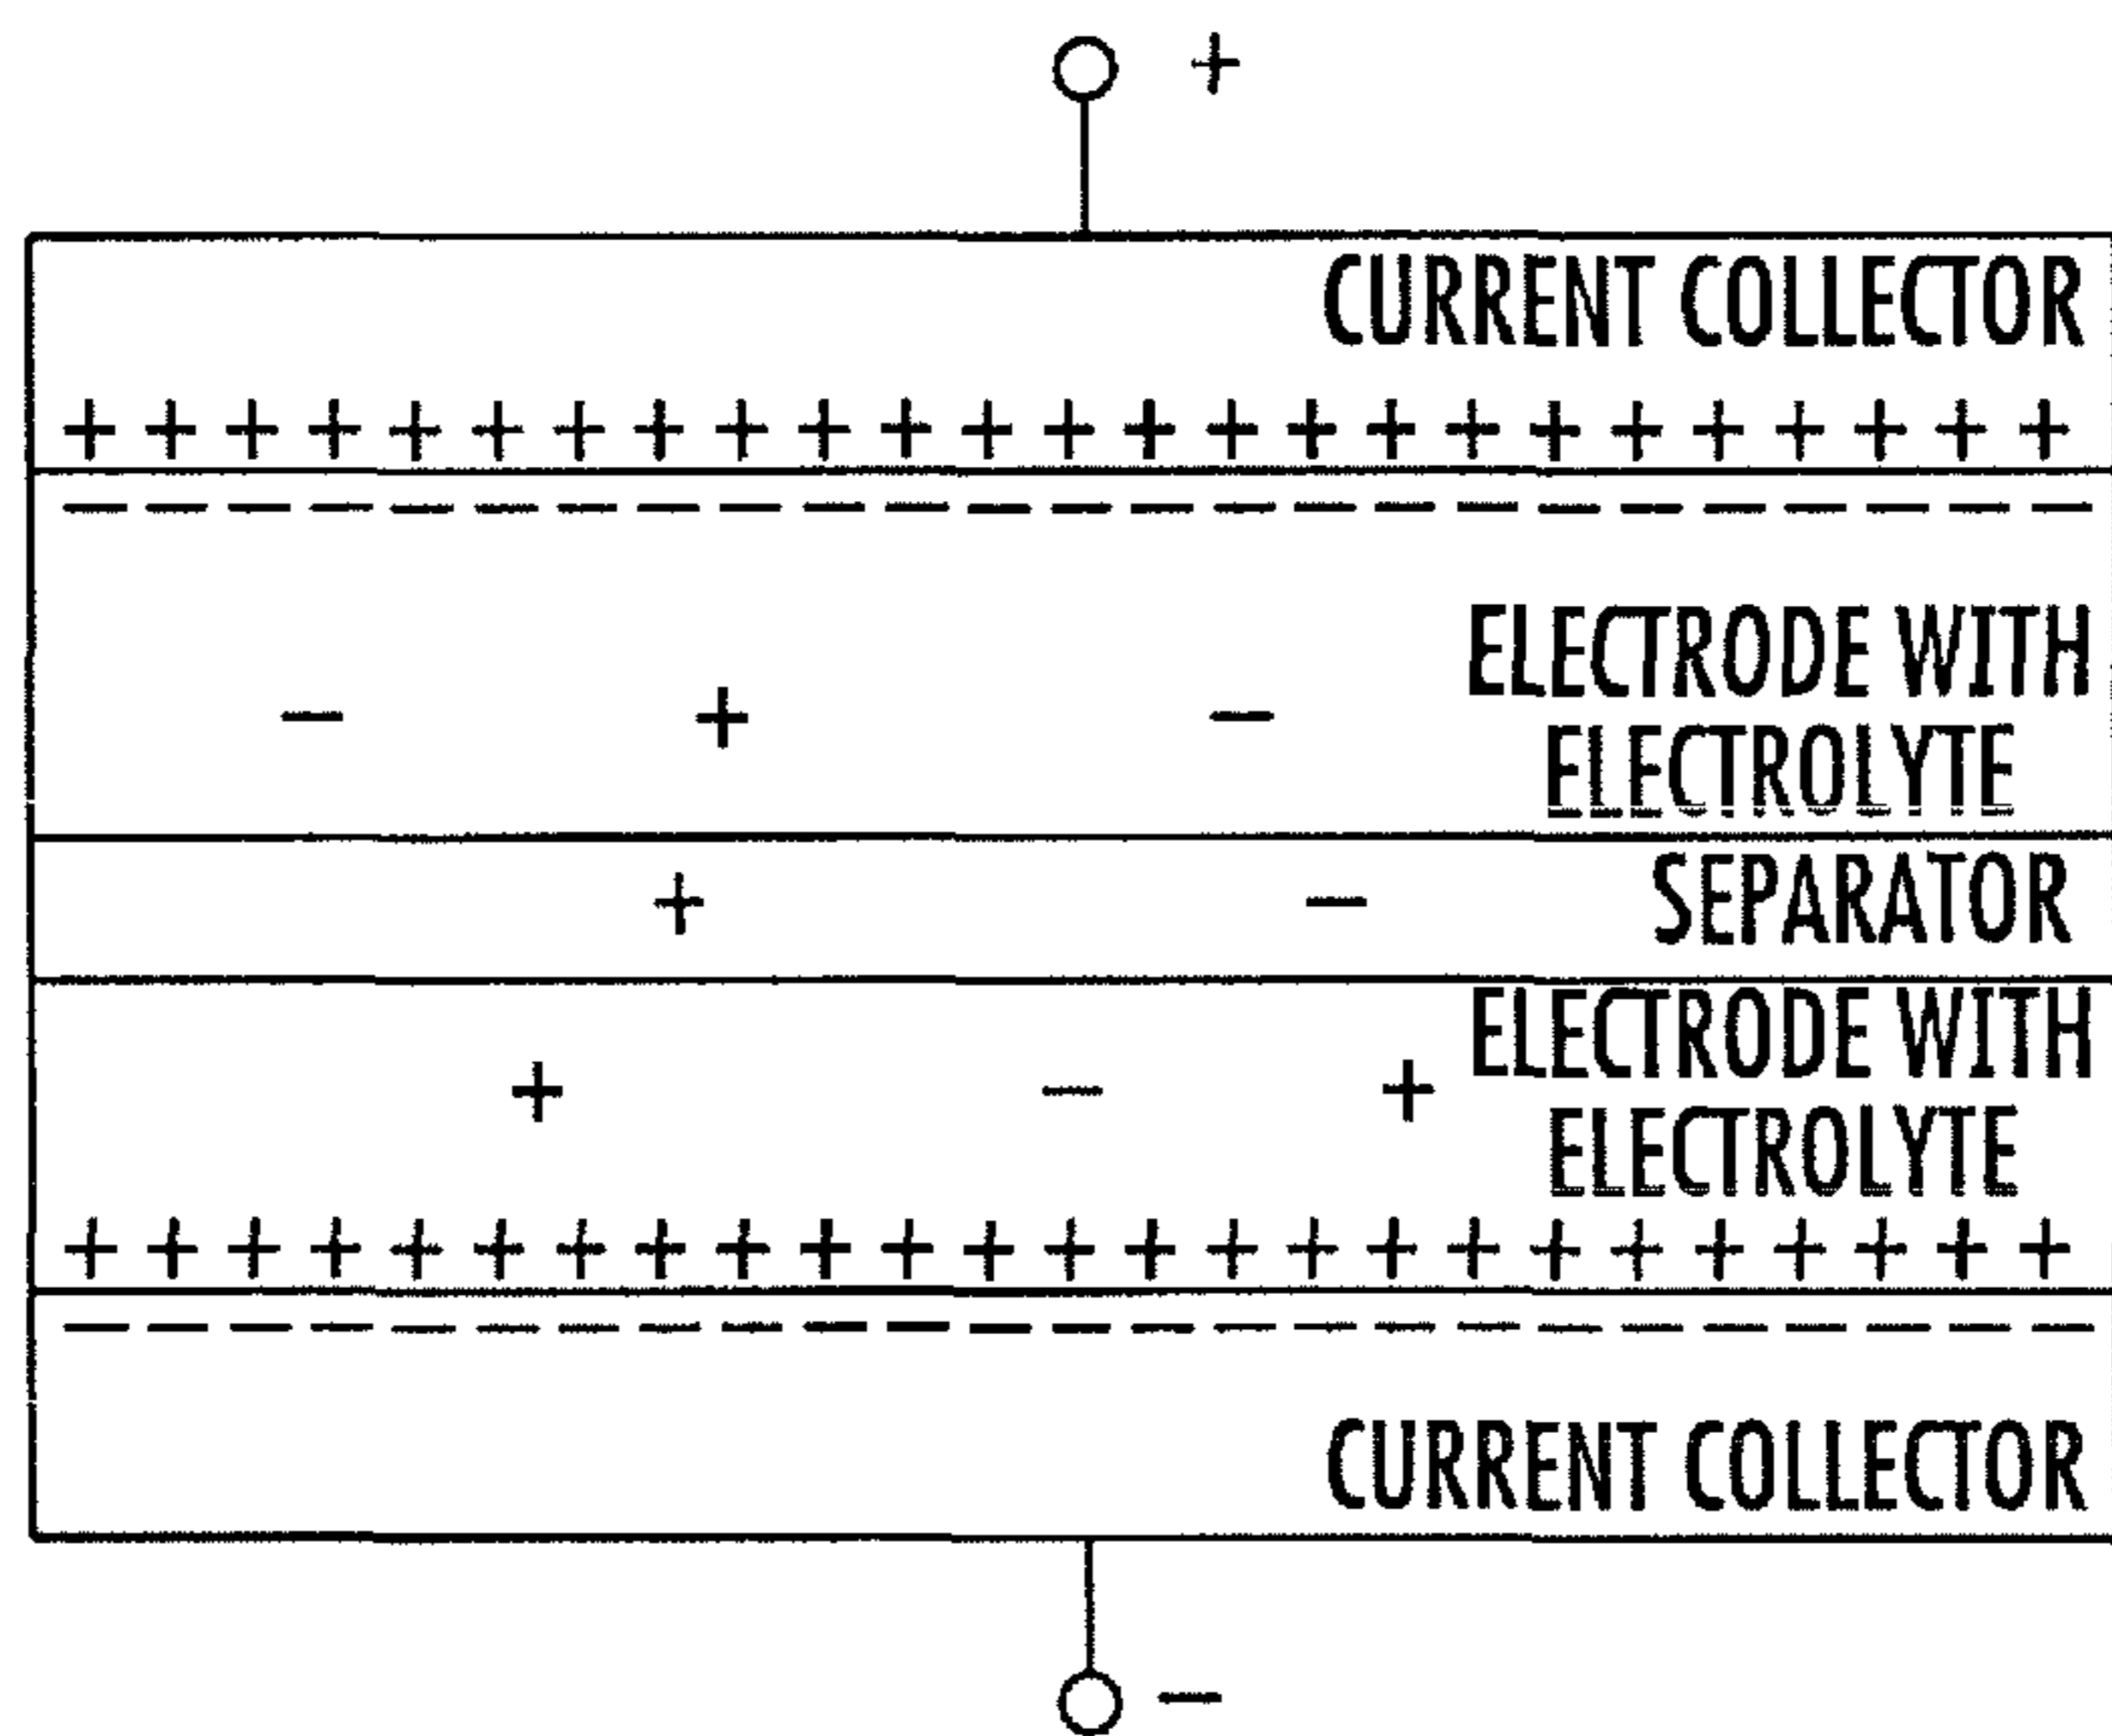 +
CURRENT COLLECTOR
+ + + + + + + + + + + + + + + + + + + + + + + + +
− − − − − − − − − − − − − − − − − − − − − − − − −
ELECTRODE WITH
− + −
ELECTROLYTE
+ − SEPARATOR
ELECTRODE WITH
+ − +
ELECTROLYTE
+ + + + + + + + + + + + + + + + + + + + + + + + +
− − − − − − − − − − − − − − − − − − − − − − − − −
CURRENT COLLECTOR
−